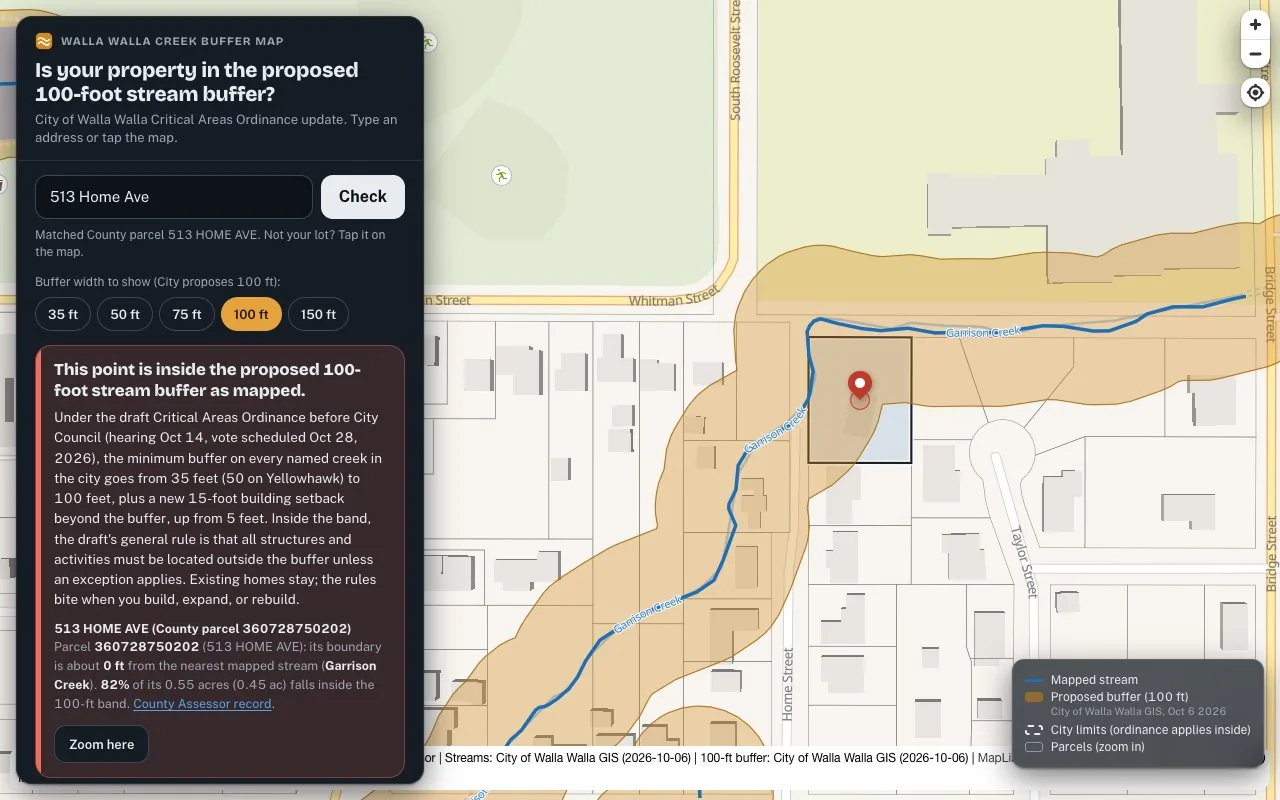 WALLA WALLA CREEK BUFFER MAP
Is your property in the proposed
100-foot stream buffer?
City of Walla Walla Critical Areas Ordinance update. Type an
address or tap the map.
513 Home Ave
Check
Matched County parcel 513 HOME AVE. Not your lot? Tap it on
the map.
Buffer width to show (City proposes 100 ft):
35 ft
50 ft
75 ft
100 ft
150 ft
This point is inside the proposed 100-
foot stream buffer as mapped.
Under the draft Critical Areas Ordinance before City
Council (hearing Oct 14, vote scheduled Oct 28,
2026), the minimum buffer on every named creek in
the city goes from 35 feet (50 on Yellowhawk) to
100 feet, plus a new 15-foot building setback
beyond the buffer, up from 5 feet. Inside the band,
the draft's general rule is that all structures and
activities must be located outside the buffer unless
an exception applies. Existing homes stay; the rules
bite when you build, expand, or rebuild.
513 HOME AVE (County parcel 360728750202)
Parcel 360728750202 (513 HOME AVE): its boundary
is about 0 ft from the nearest mapped stream (Garrison
Creek). 82% of its 0.55 acres (0.45 ac) falls inside the
100-ft band. County Assessor record.
Zoom here
South Roosevelt Street
n Street
Whitman Street
Garrison Creek
Garrison Creek
Garrison Creek
Bridge Street
Bridge Street
Taylor Street
Home Street
+
−
Mapped stream
Proposed buffer (100 ft)
City of Walla Walla GIS, Oct 6 2026
City limits (ordinance applies inside)
Parcels (zoom in)
or | Streams: City of Walla Walla GIS (2026-10-06) | 100-ft buffer: City of Walla Walla GIS (2026-10-06) | MapLi